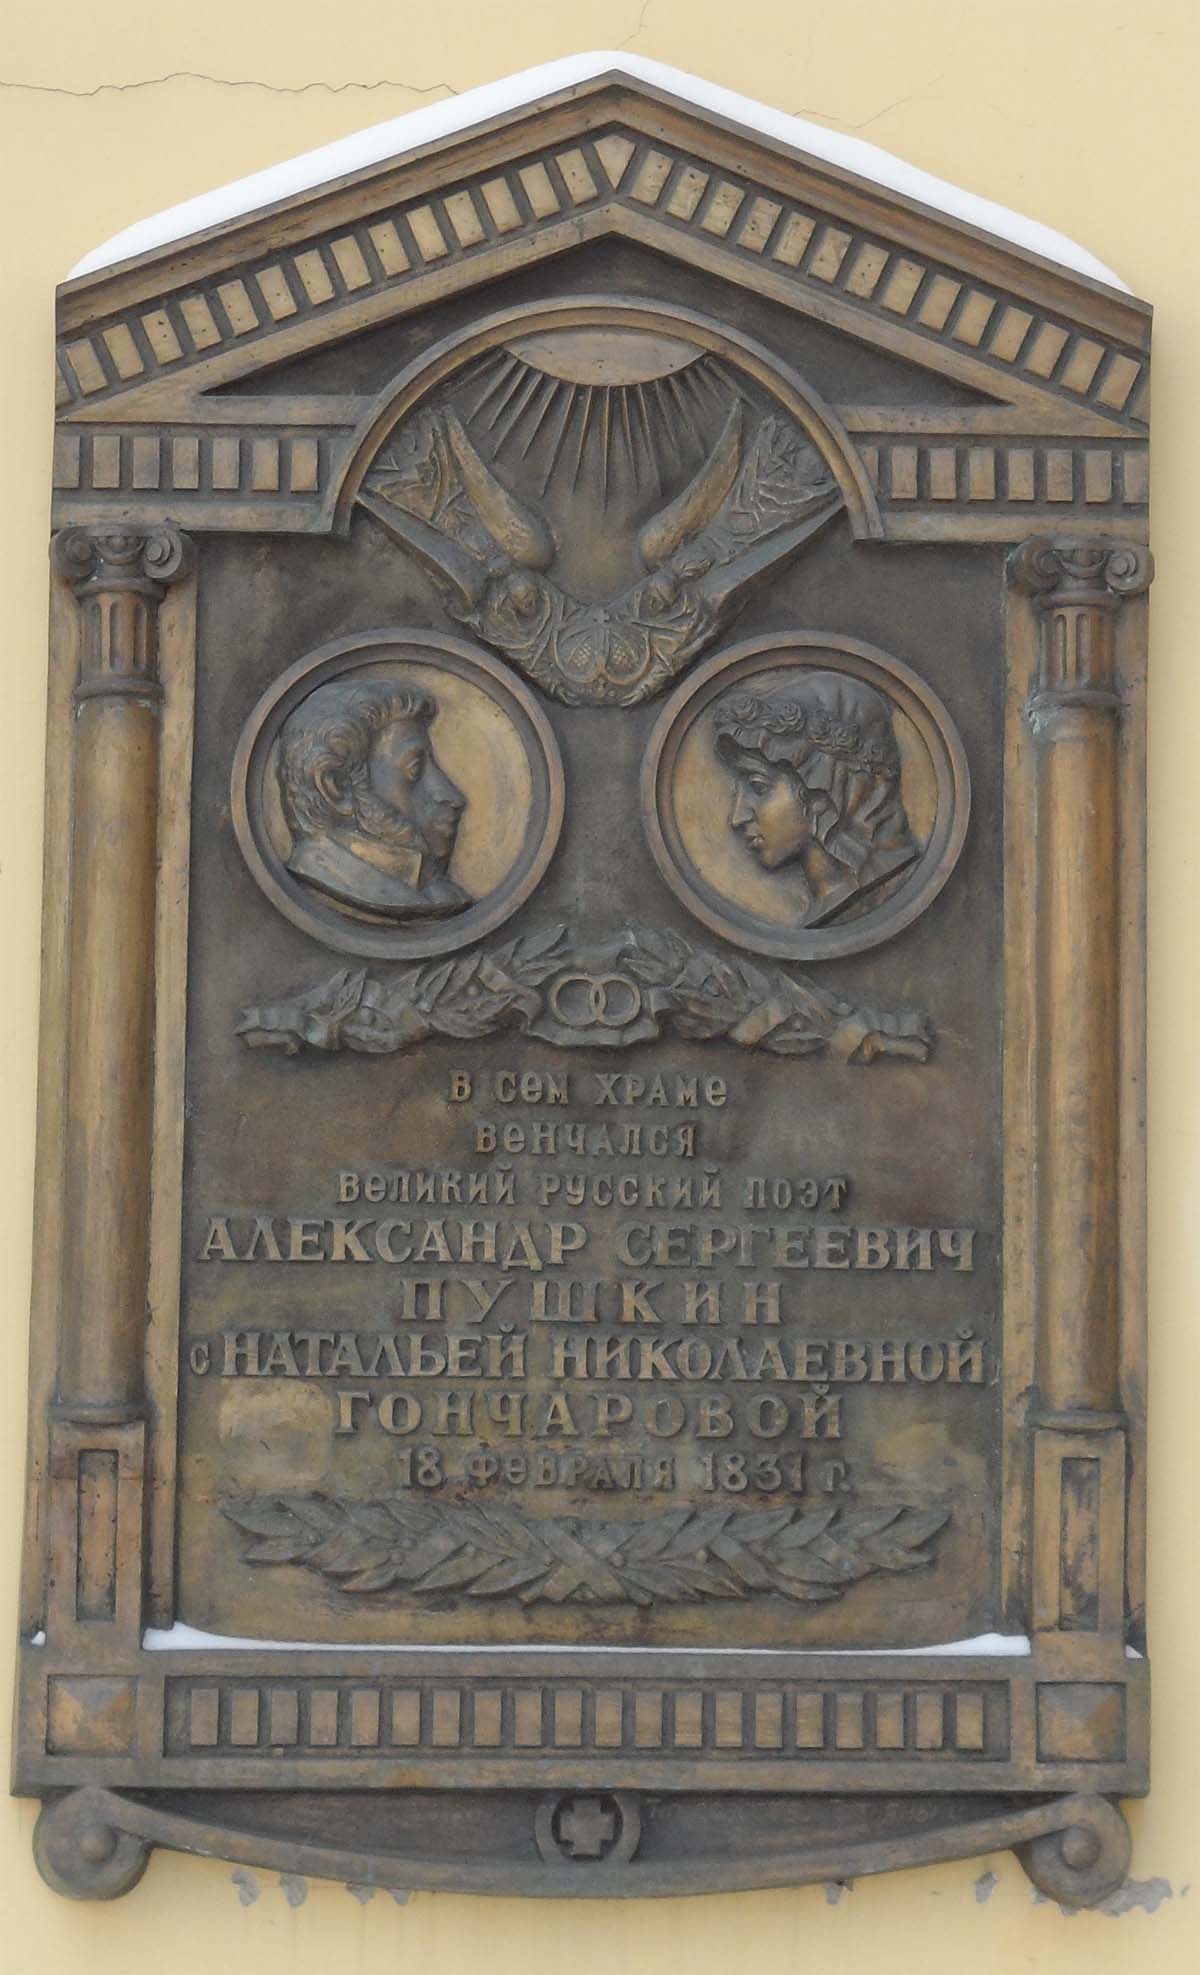 в сем храме
венчался
великий русский поэт
АЛЕКСАНДР СЕРГЕЕВИЧ
ПУШКИН
с НАТАЛЬЕЙ НИКОЛАЕВНОЙ
ГОНЧАРОВОЙ
18 февраля 1831 г.